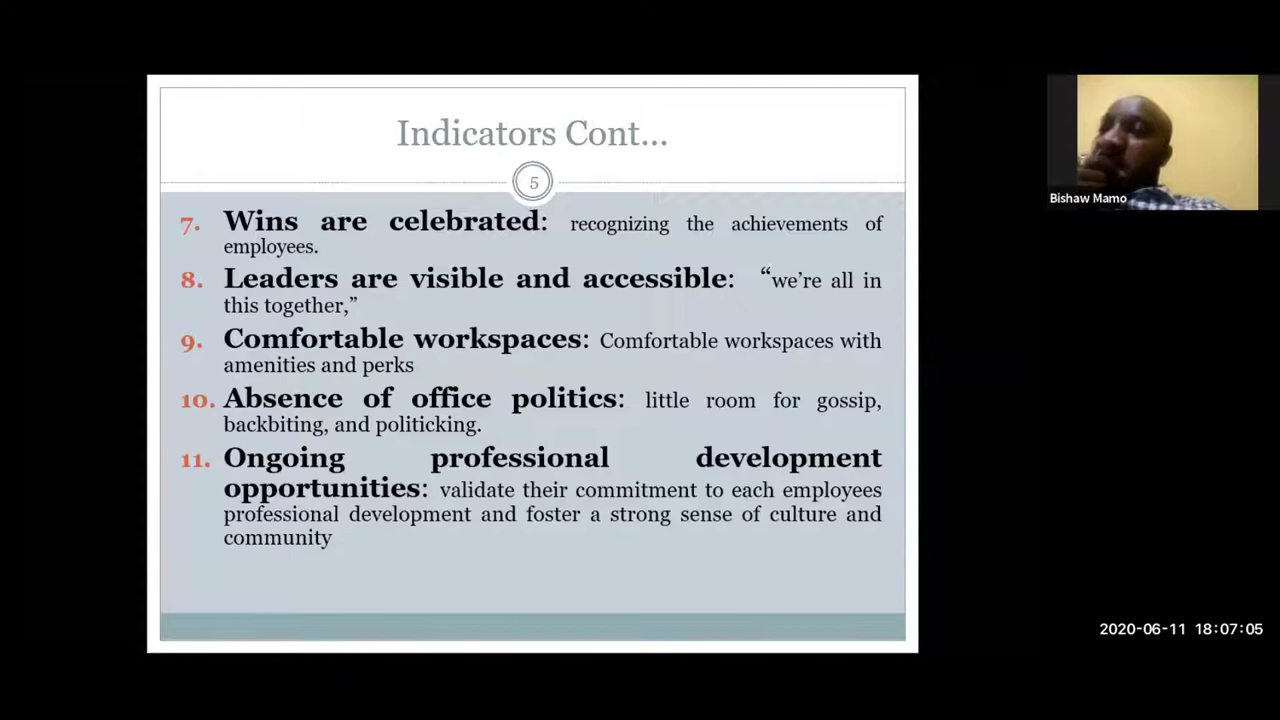 Indicators Cont...
5
7. Wins are celebrated: recognizing the achievements of
employees.
8. Leaders are visible and accessible: “we’re all in
this together,”
9. Comfortable workspaces: Comfortable workspaces with
amenities and perks
10. Absence of office politics: little room for gossip,
backbiting, and politicking.
11. Ongoing professional development
opportunities: validate their commitment to each employees
professional development and foster a strong sense of culture and
community
Bishaw Mamo
2020-06-11 18:07:05